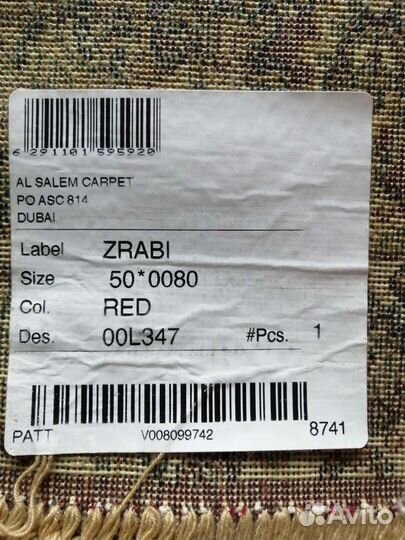 6 291101 595920
AL SALEM CARPET
PO ASC 814
DUBAI
Label ZRABI
Size 50*0080
Col. RED
Des. 00L347 #Pcs. 1
PATT V008099742 8741
Avito